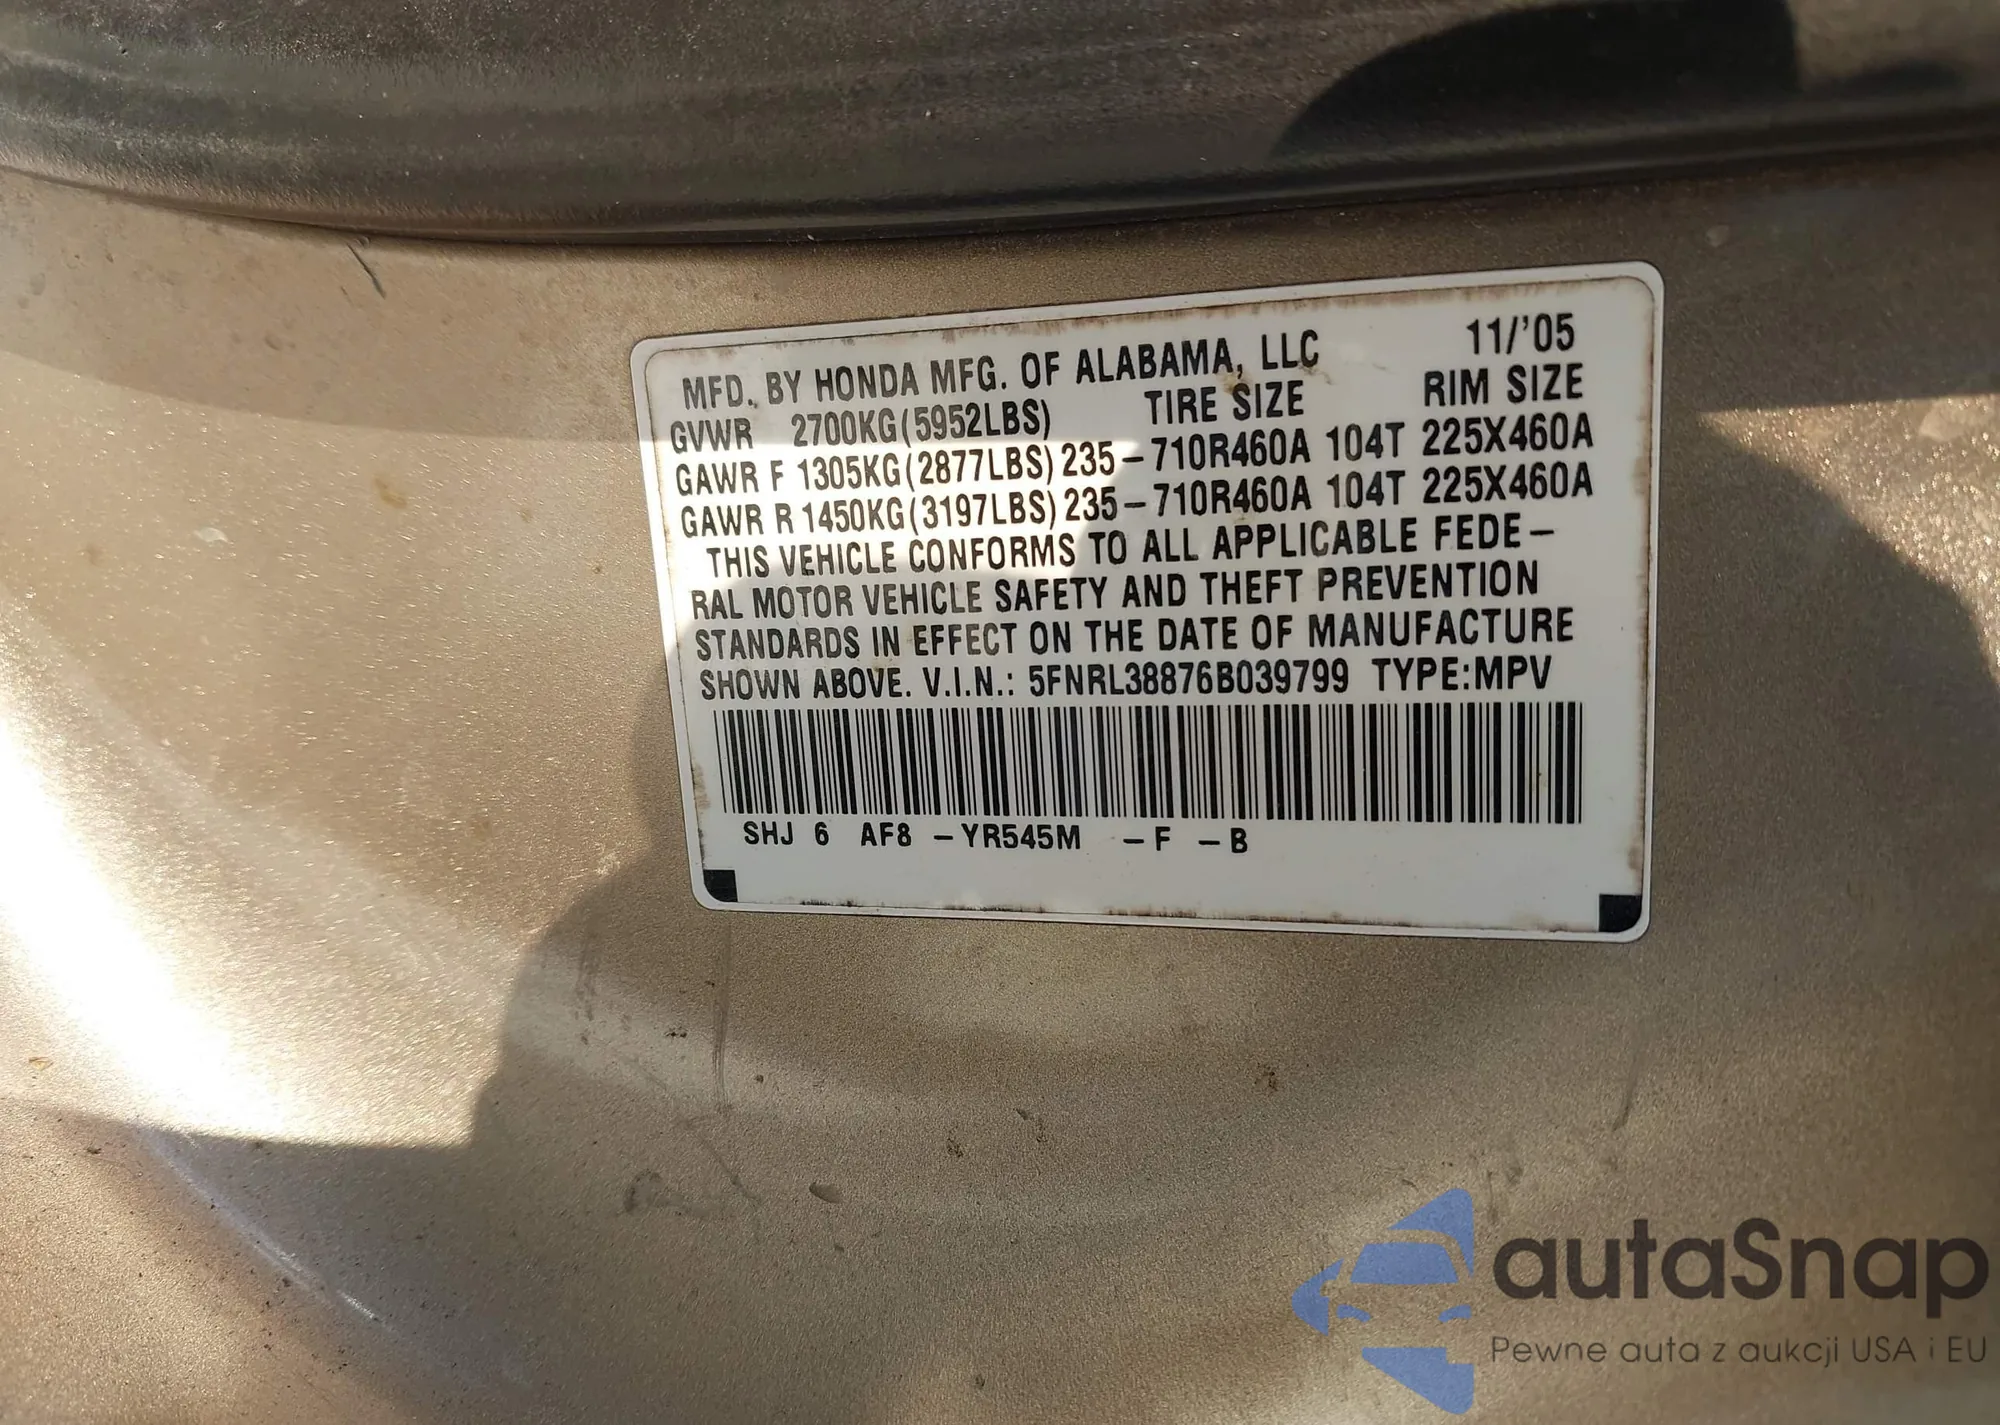 MFD. BY HONDA MFG. OF ALABAMA, LLC 11/'05
GVWR 2700KG(5952LBS) TIRE SIZE RIM SIZE
GAWR F 1305KG(2877LBS) 235-710R460A 104T 225X460A
GAWR R 1450KG(3197LBS) 235-710R460A 104T 225X460A
THIS VEHICLE CONFORMS TO ALL APPLICABLE FEDE-
RAL MOTOR VEHICLE SAFETY AND THEFT PREVENTION
STANDARDS IN EFFECT ON THE DATE OF MANUFACTURE
SHOWN ABOVE. V.I.N.: 5FNRL38876B039799 TYPE:MPV
SHJ 6 AF8 -YR545M -F -B
autaSnap
Pewne auta z aukcji USA i EU